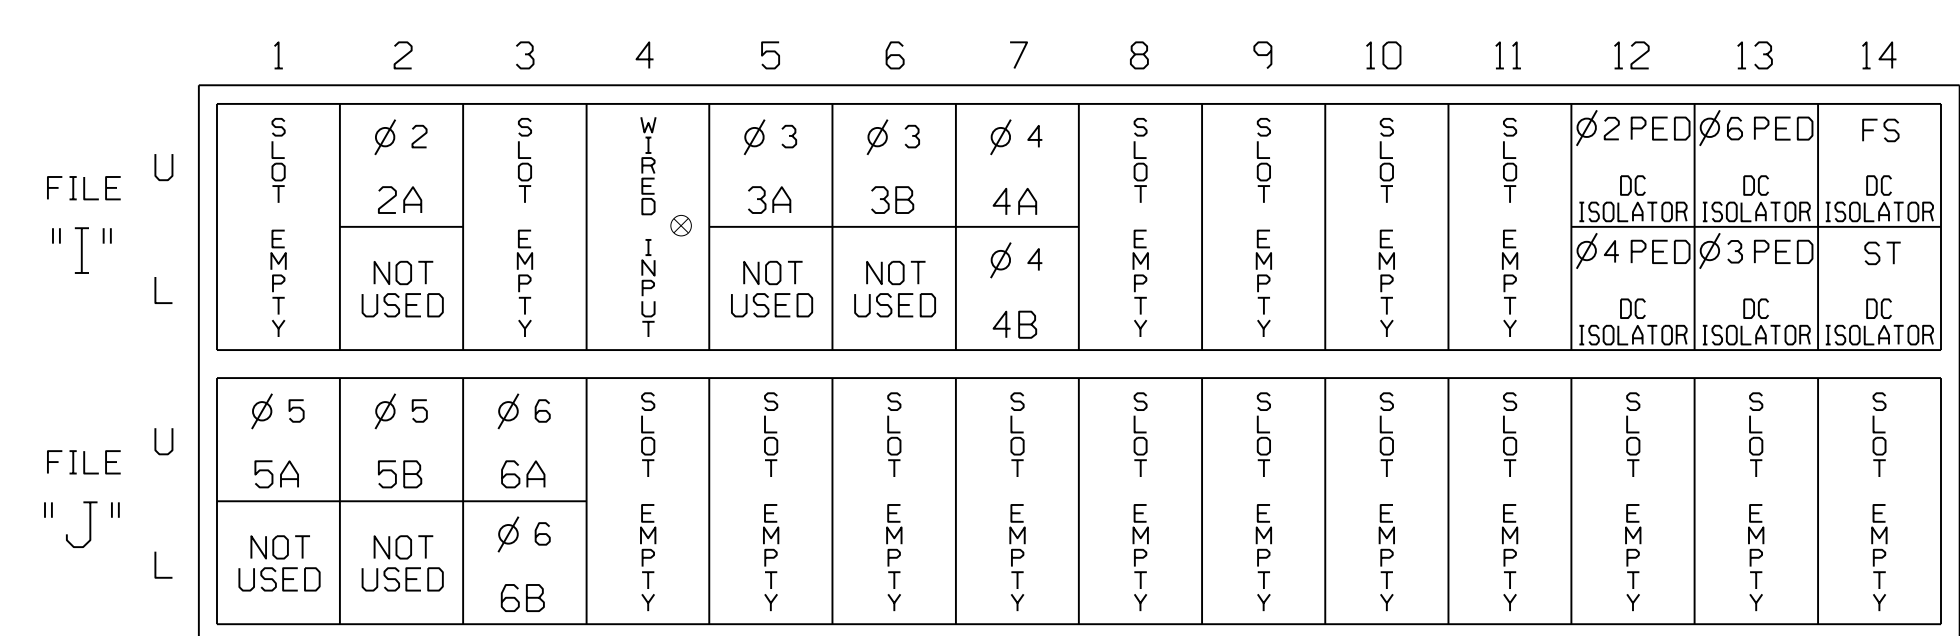 1 2 3 4 5 6 7 8 9 10 11 12 13 14
FILE
"I"
U
L
SLOT EMPTY
Ø 2
2A
NOT
USED
SLOT EMPTY
WIRED INPUT
Ø 3
3A
NOT
USED
Ø 3
3B
NOT
USED
Ø 4
4A
Ø 4
4B
SLOT EMPTY
SLOT EMPTY
SLOT EMPTY
SLOT EMPTY
Ø2 PED
DC
ISOLATOR
Ø4 PED
DC
ISOLATOR
Ø6 PED
DC
ISOLATOR
Ø3 PED
DC
ISOLATOR
FS
DC
ISOLATOR
ST
DC
ISOLATOR
FILE
"J"
U
L
Ø 5
5A
NOT
USED
Ø 5
5B
NOT
USED
Ø 6
6A
Ø 6
6B
SLOT EMPTY
SLOT EMPTY
SLOT EMPTY
SLOT EMPTY
SLOT EMPTY
SLOT EMPTY
SLOT EMPTY
SLOT EMPTY
SLOT EMPTY
SLOT EMPTY
SLOT EMPTY